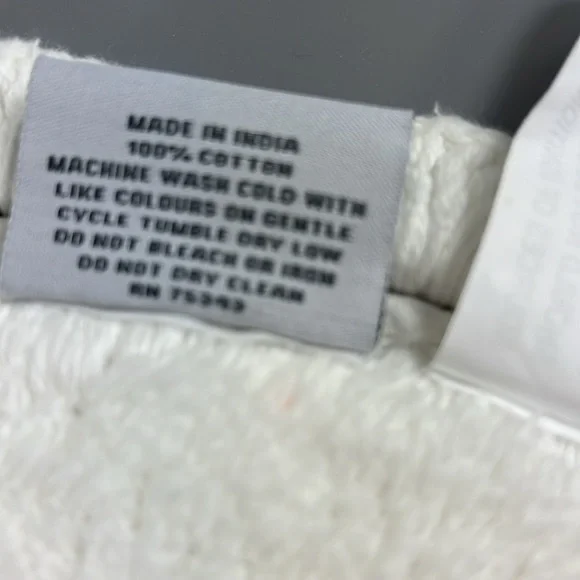 MADE IN INDIA
100% COTTON
MACHINE WASH COLD WITH
LIKE COLOURS ON GENTLE
CYCLE TUMBLE DRY LOW
DO NOT BLEACH OR IRON
DO NOT DRY CLEAN
RN 75343